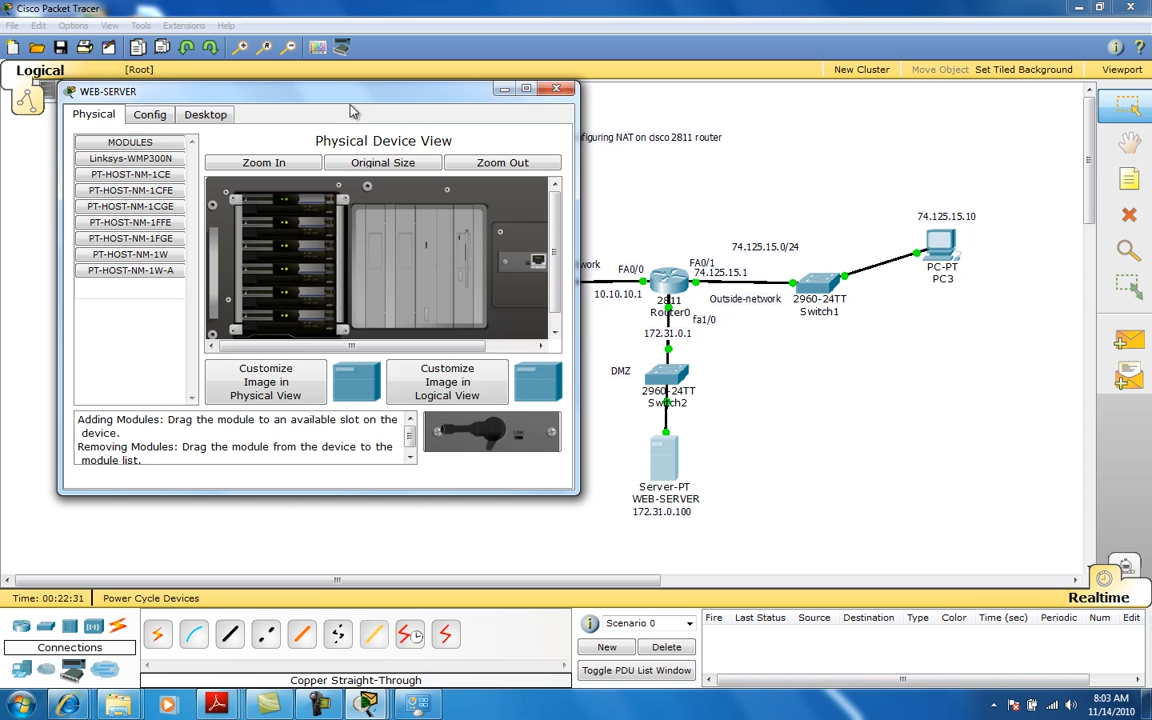 Cisco Packet Tracer
File Edit Options View Tools Extensions Help
Logical
[Root]
New Cluster
Move Object
Set Tiled Background
Viewport
WEB-SERVER
Physical
Config
Desktop
MODULES
Linksys-WMP300N
PT-HOST-NM-1CE
PT-HOST-NM-1CFE
PT-HOST-NM-1CGE
PT-HOST-NM-1FFE
PT-HOST-NM-1FGE
PT-HOST-NM-1W
PT-HOST-NM-1W-A
Physical Device View
Zoom In
Original Size
Zoom Out
Customize
Image in
Physical View
Customize
Image in
Logical View
Adding Modules: Drag the module to an available slot on the
device.
Removing Modules: Drag the module from the device to the
module list.
figuring NAT on cisco 2811 router
74.125.15.10
PC-PT
PC3
74.125.15.0/24
FA0/1
74.125.15.1
Outside-network
2960-24TT
Switch1
work
FA0/0
10.10.10.1
2811
Router0
fa1/0
172.31.0.1
DMZ
2960-24TT
Switch2
Server-PT
WEB-SERVER
172.31.0.100
Time: 00:22:31
Power Cycle Devices
Realtime
Connections
Copper Straight-Through
Scenario 0
New
Delete
Toggle PDU List Window
Fire Last Status Source Destination Type Color Time (sec) Periodic Num Edit
8:03 AM
11/14/2010